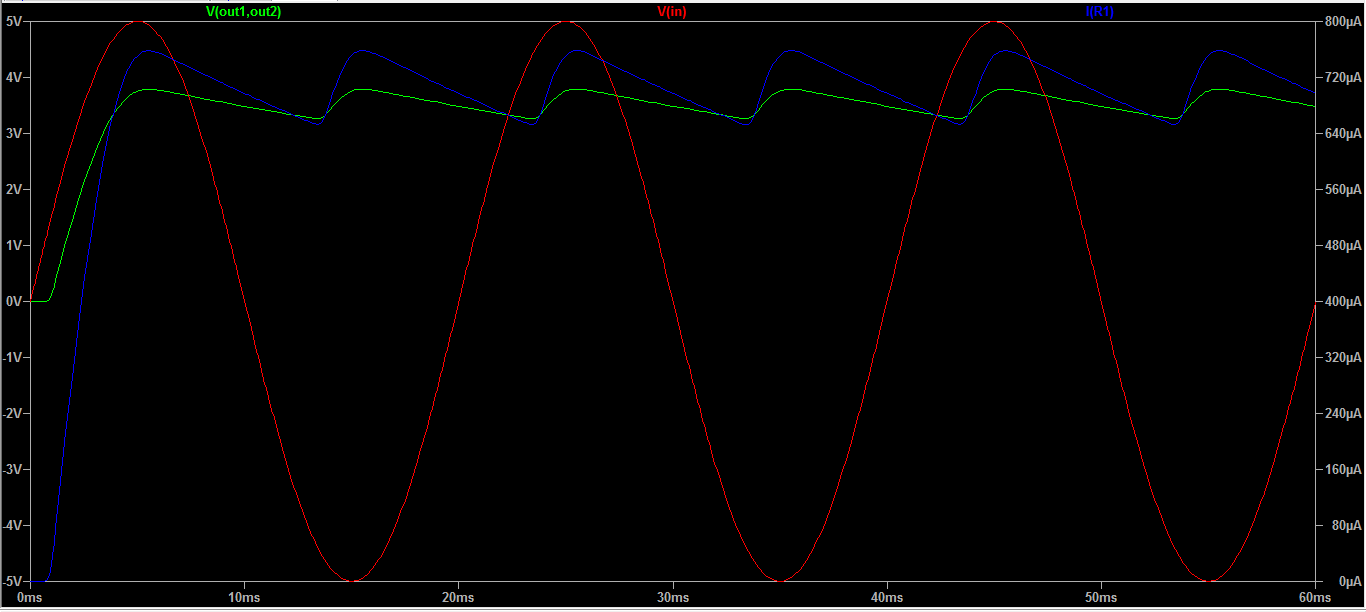 V(out1,out2) V(in) I(R1)
5V 800µA
4V 720µA
3V 640µA
2V 560µA
1V 480µA
0V 400µA
-1V 320µA
-2V 240µA
-3V 160µA
-4V 80µA
-5V 0µA
0ms 10ms 20ms 30ms 40ms 50ms 60ms